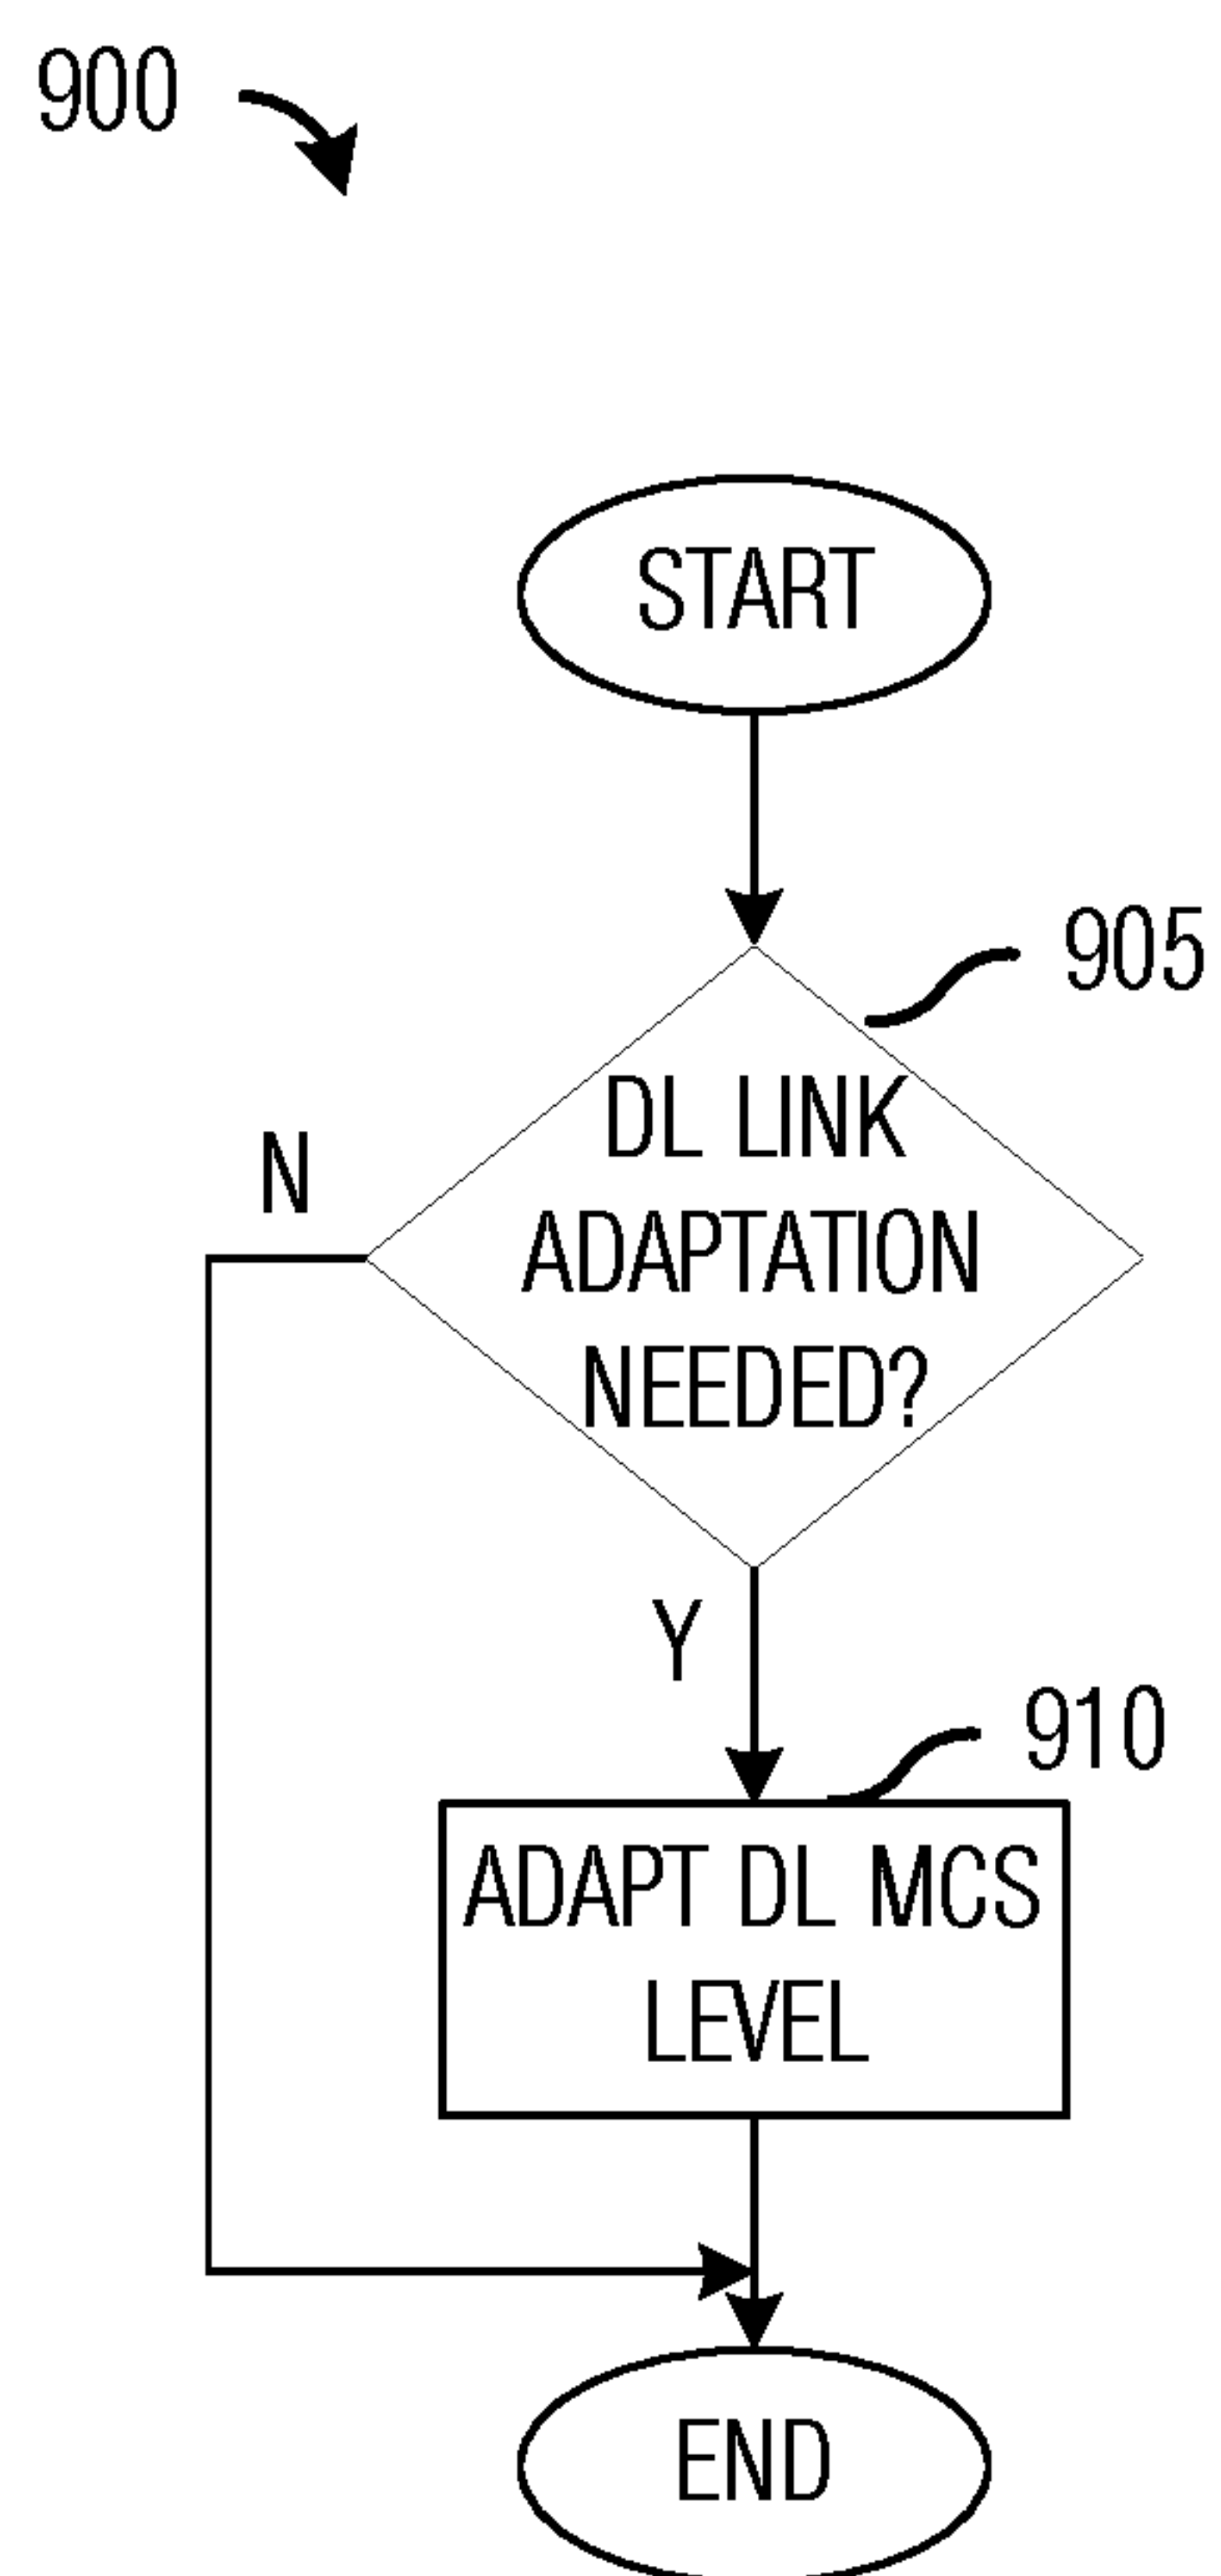 900
START
905
DL LINK
ADAPTATION
NEEDED?
N
Y
910
ADAPT DL MCS
LEVEL
END